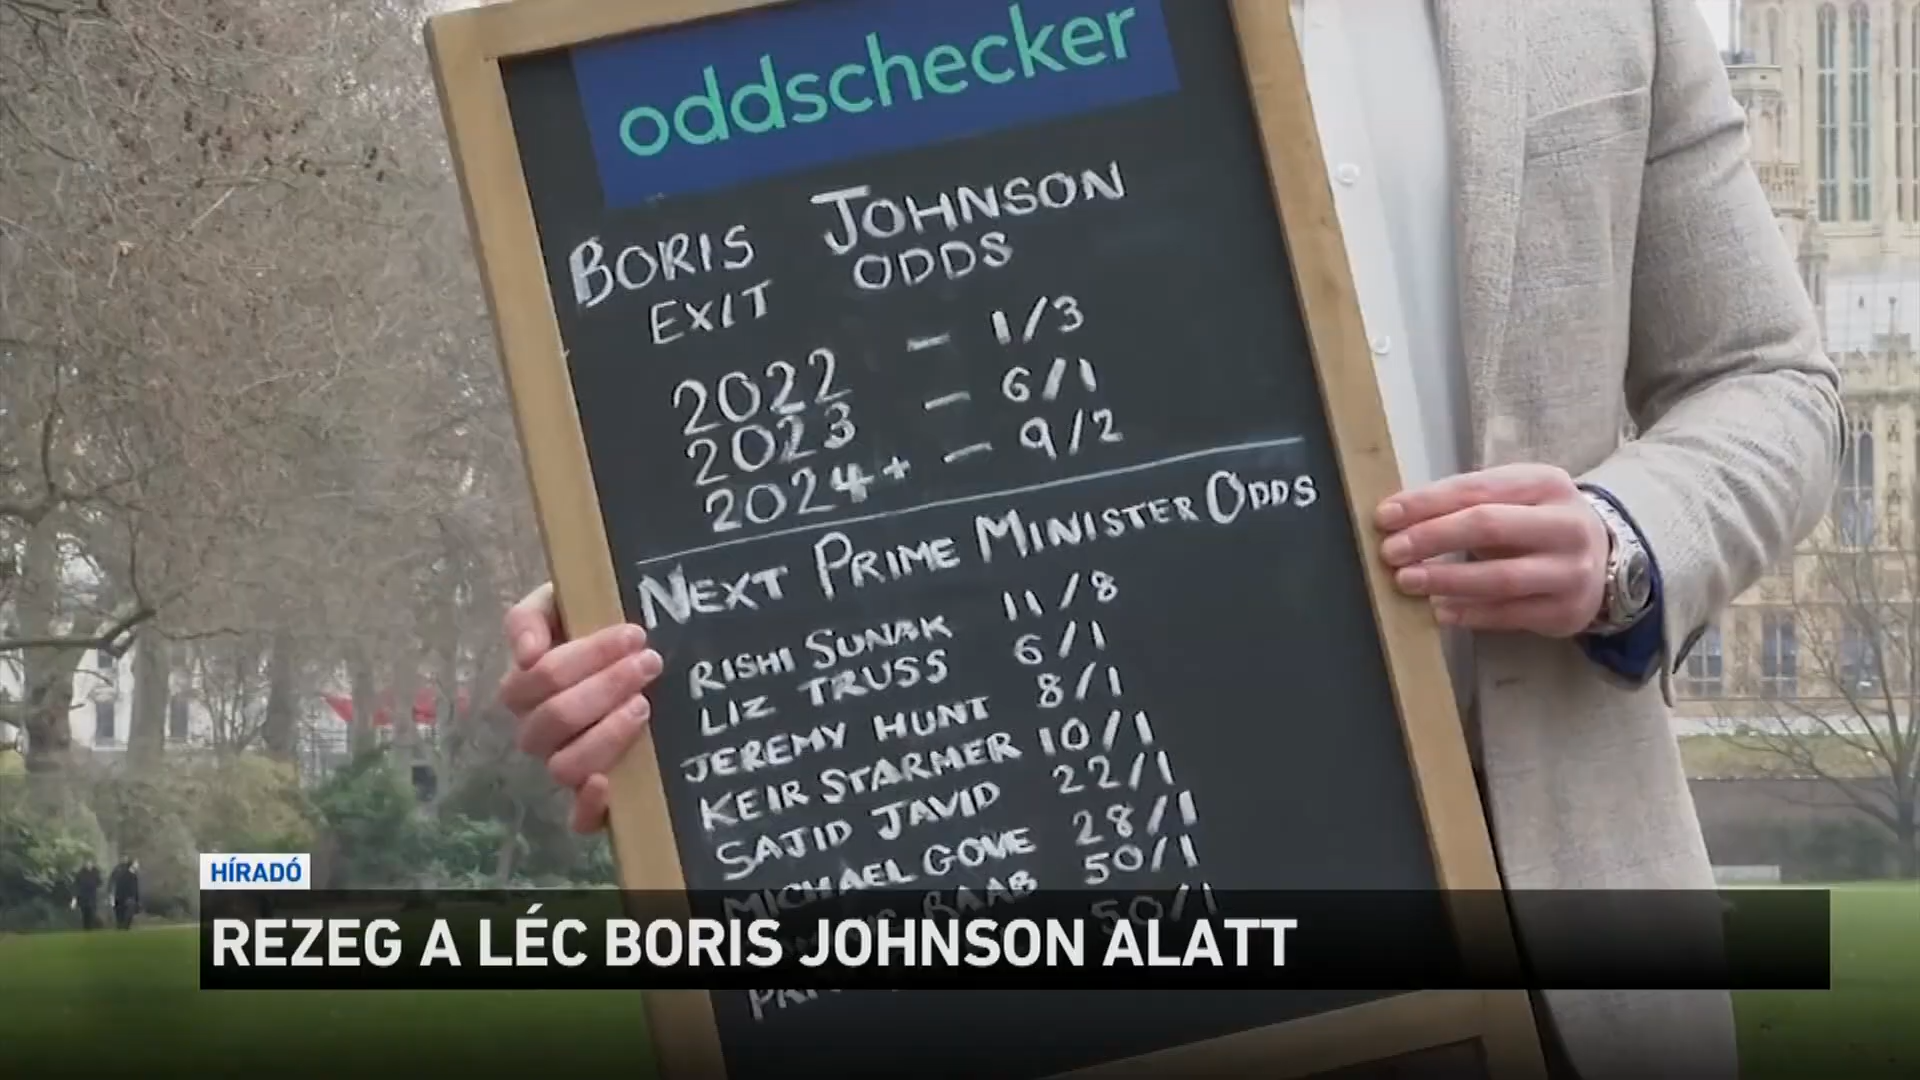 oddschecker
BORIS JOHNSON
EXIT ODDS
2022 - 1/3
2023 - 6/1
2024+ - 9/2
NEXT PRIME MINISTER ODDS
RISHI SUNAK 11/8
LIZ TRUSS 6/1
JEREMY HUNT 8/1
KEIR STARMER 10/1
SAJID JAVID 22/1
MICHAEL GOVE 28/1
RAAB 50/1
50/1
HÍRADÓ
REZEG A LÉC BORIS JOHNSON ALATT